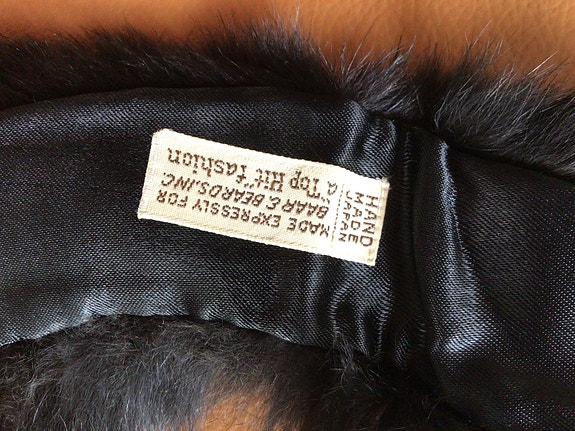 MADE EXPRESSLY FOR
BAAR & BEARDS, INC.
a "Top Hit" fashion
HAND
MADE
JAPAN